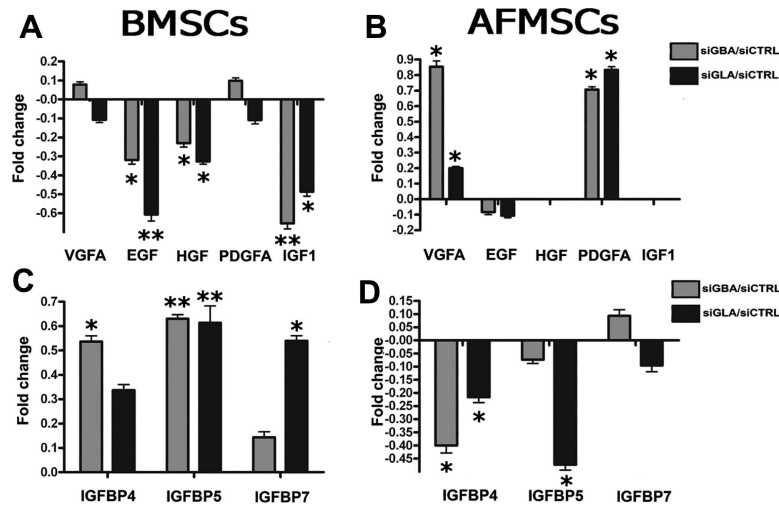 A BMSCs
Fold change
0.2
0.1
-0.0
-0.1
-0.2
-0.3
-0.4
-0.5
-0.6
* ** * * ** *
VGFA EGF HGF PDGFA IGF1
B AFMSCs
siGBA/siCTRL
siGLA/siCTRL
Fold change
0.9
0.8
0.7
0.6
0.5
0.4
0.3
0.2
0.1
0.0
-0.1
-0.2
* * * *
VGFA EGF HGF PDGFA IGF1
C
Fold change
0.7
0.6
0.5
0.4
0.3
0.2
0.1
0.0
* ** ** *
IGFBP4 IGFBP5 IGFBP7
D
siGBA/siCTRL
siGLA/siCTRL
Fold change
0.15
0.10
0.05
-0.00
-0.05
-0.10
-0.15
-0.20
-0.25
-0.30
-0.35
-0.40
-0.45
* * *
IGFBP4 IGFBP5 IGFBP7